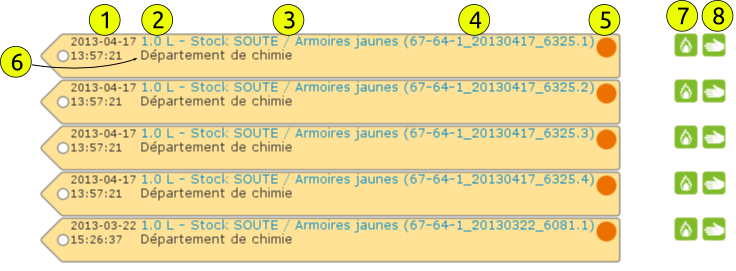 1 2 3 4 5 7 8
2013-04-17 1.0 L - Stock SOUTE / Armoires jaunes (67-64-1_20130417_6325.1)
6 13:57:21 Département de chimie
2013-04-17 1.0 L - Stock SOUTE / Armoires jaunes (67-64-1_20130417_6325.2)
13:57:21 Département de chimie
2013-04-17 1.0 L - Stock SOUTE / Armoires jaunes (67-64-1_20130417_6325.3)
13:57:21 Département de chimie
2013-04-17 1.0 L - Stock SOUTE / Armoires jaunes (67-64-1_20130417_6325.4)
13:57:21 Département de chimie
2013-03-22 1.0 L - Stock SOUTE / Armoires jaunes (67-64-1_20130322_6081.1)
15:26:37 Département de chimie